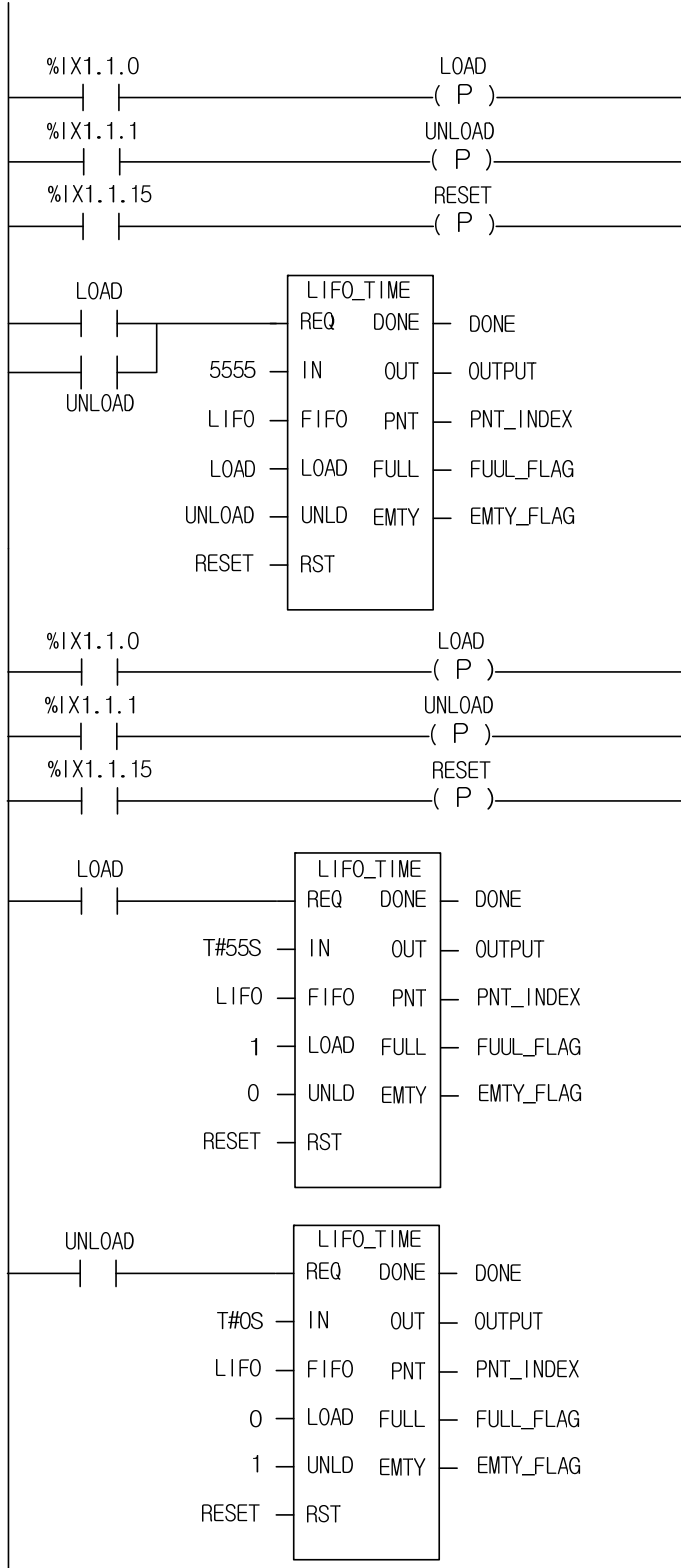 %IX1.1.0 LOAD
( P )
%IX1.1.1 UNLOAD
( P )
%IX1.1.15 RESET
( P )
LOAD LIFO_TIME
REQ DONE DONE
5555 IN OUT OUTPUT
UNLOAD
LIFO FIFO PNT PNT_INDEX
LOAD LOAD FULL FUUL_FLAG
UNLOAD UNLD EMTY EMTY_FLAG
RESET RST
%IX1.1.0 LOAD
( P )
%IX1.1.1 UNLOAD
( P )
%IX1.1.15 RESET
( P )
LOAD LIFO_TIME
REQ DONE DONE
T#55S IN OUT OUTPUT
LIFO FIFO PNT PNT_INDEX
1 LOAD FULL FUUL_FLAG
0 UNLD EMTY EMTY_FLAG
RESET RST
UNLOAD LIFO_TIME
REQ DONE DONE
T#0S IN OUT OUTPUT
LIFO FIFO PNT PNT_INDEX
0 LOAD FULL FULL_FLAG
1 UNLD EMTY EMTY_FLAG
RESET RST